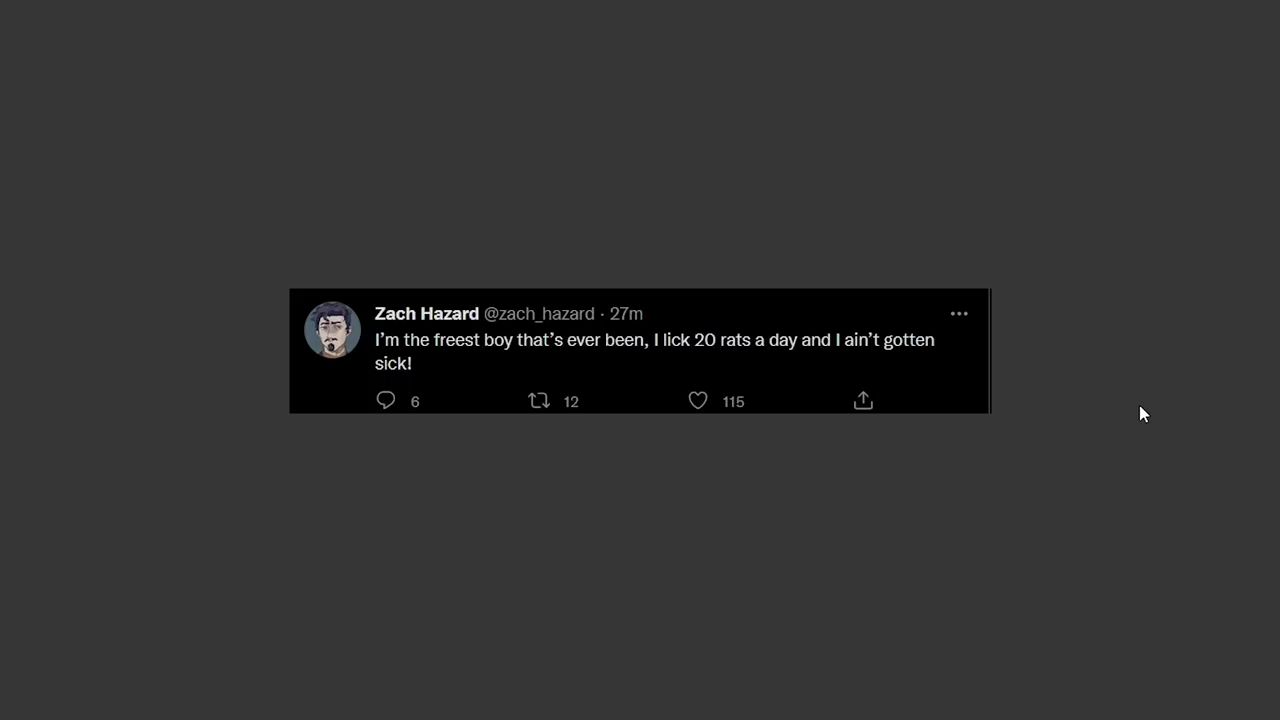 Zach Hazard @zach_hazard · 27m
I’m the freest boy that’s ever been, I lick 20 rats a day and I ain’t gotten
sick!
6 12 115